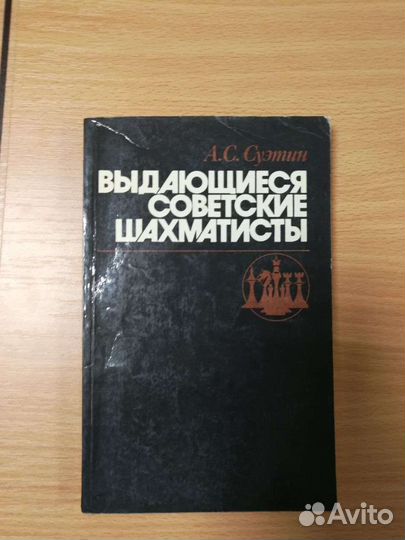 А.С. Суэтин
ВЫДАЮЩИЕСЯ
СОВЕТСКИЕ
ШАХМАТИСТЫ
Avito